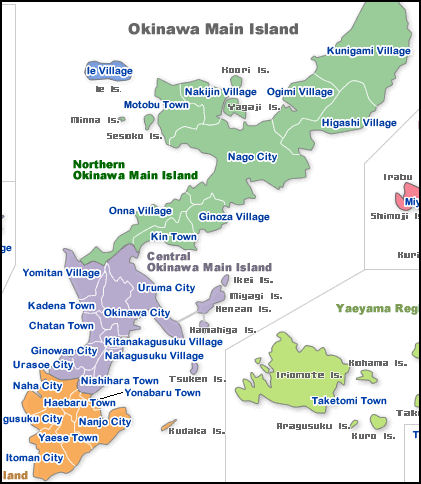 Okinawa Main Island
Kunigami Village
Ie Village
Koori Is.
Ie Is.
Nakijin Village
Ogimi Village
Motobu Town
Yagaji Is.
Minna Is.
Higashi Village
Sesoko Is.
Nago City
Northern
Okinawa Main Island
Irabu
Miy
Onna Village
Ginoza Village
Shimoji Is
Kin Town
ge
Central
Okinawa Main Island
Kuri
Yomitan Village
Ikei Is.
Uruma City
Miyagi Is.
Kadena Town
Henzan Is.
Okinawa City
Yaeyama Reg
Chatan Town
Hamahiga Is.
Kitanakagusuku Village
Ginowan City
Nakagusuku Village
Kohama Is.
Urasoe City
Iriomote Is.
Nishihara Town
Tsuken Is.
Naha City
Yonabaru Town
Haebaru Town
Taketomi Town
Take
gusuku City
Nanjo City
Aragusuku Is.
Kudaka Is.
Kuro Is.
T
Yaese Town
Itoman City
land